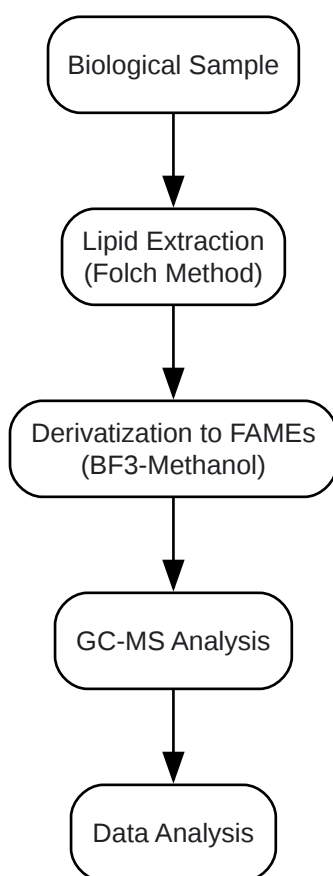 Biological Sample
Lipid Extraction
(Folch Method)
Derivatization to FAMEs
(BF3-Methanol)
GC-MS Analysis
Data Analysis